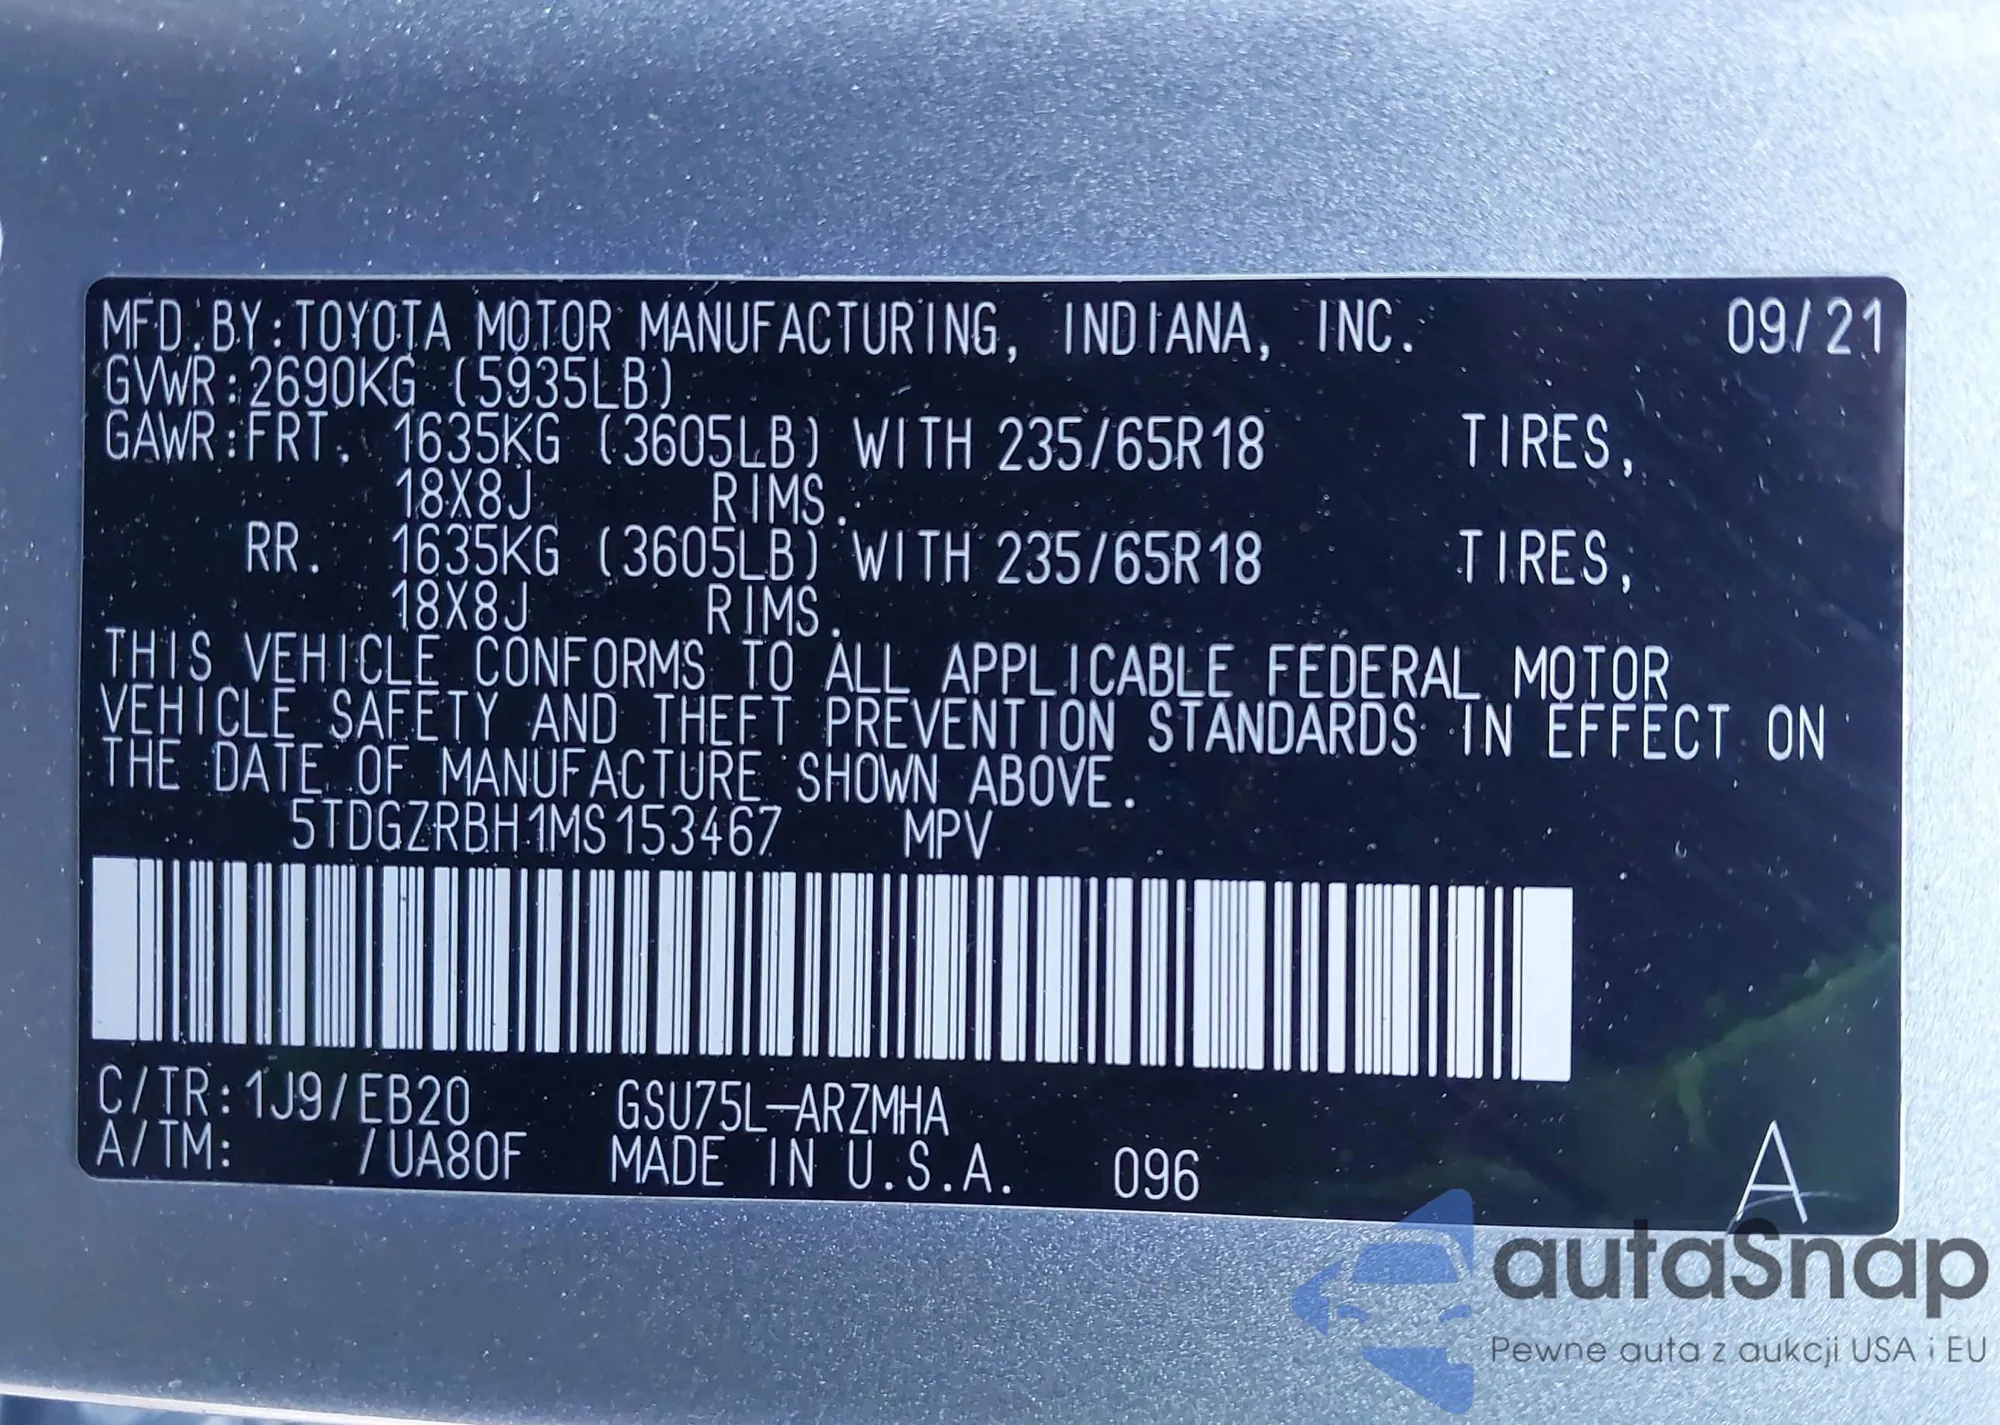 MFD.BY:TOYOTA MOTOR MANUFACTURING, INDIANA, INC. 09/21
GVWR:2690KG (5935LB)
GAWR:FRT. 1635KG (3605LB) WITH 235/65R18 TIRES,
18X8J RIMS.
RR. 1635KG (3605LB) WITH 235/65R18 TIRES,
18X8J RIMS.
THIS VEHICLE CONFORMS TO ALL APPLICABLE FEDERAL MOTOR
VEHICLE SAFETY AND THEFT PREVENTION STANDARDS IN EFFECT ON
THE DATE OF MANUFACTURE SHOWN ABOVE.
5TDGZRBH1MS153467 MPV
C/TR:1J9/EB20 GSU75L-ARZMHA
A/TM: /UA80F MADE IN U.S.A. 096 A
autaSnap
Pewne auta z aukcji USA i EU